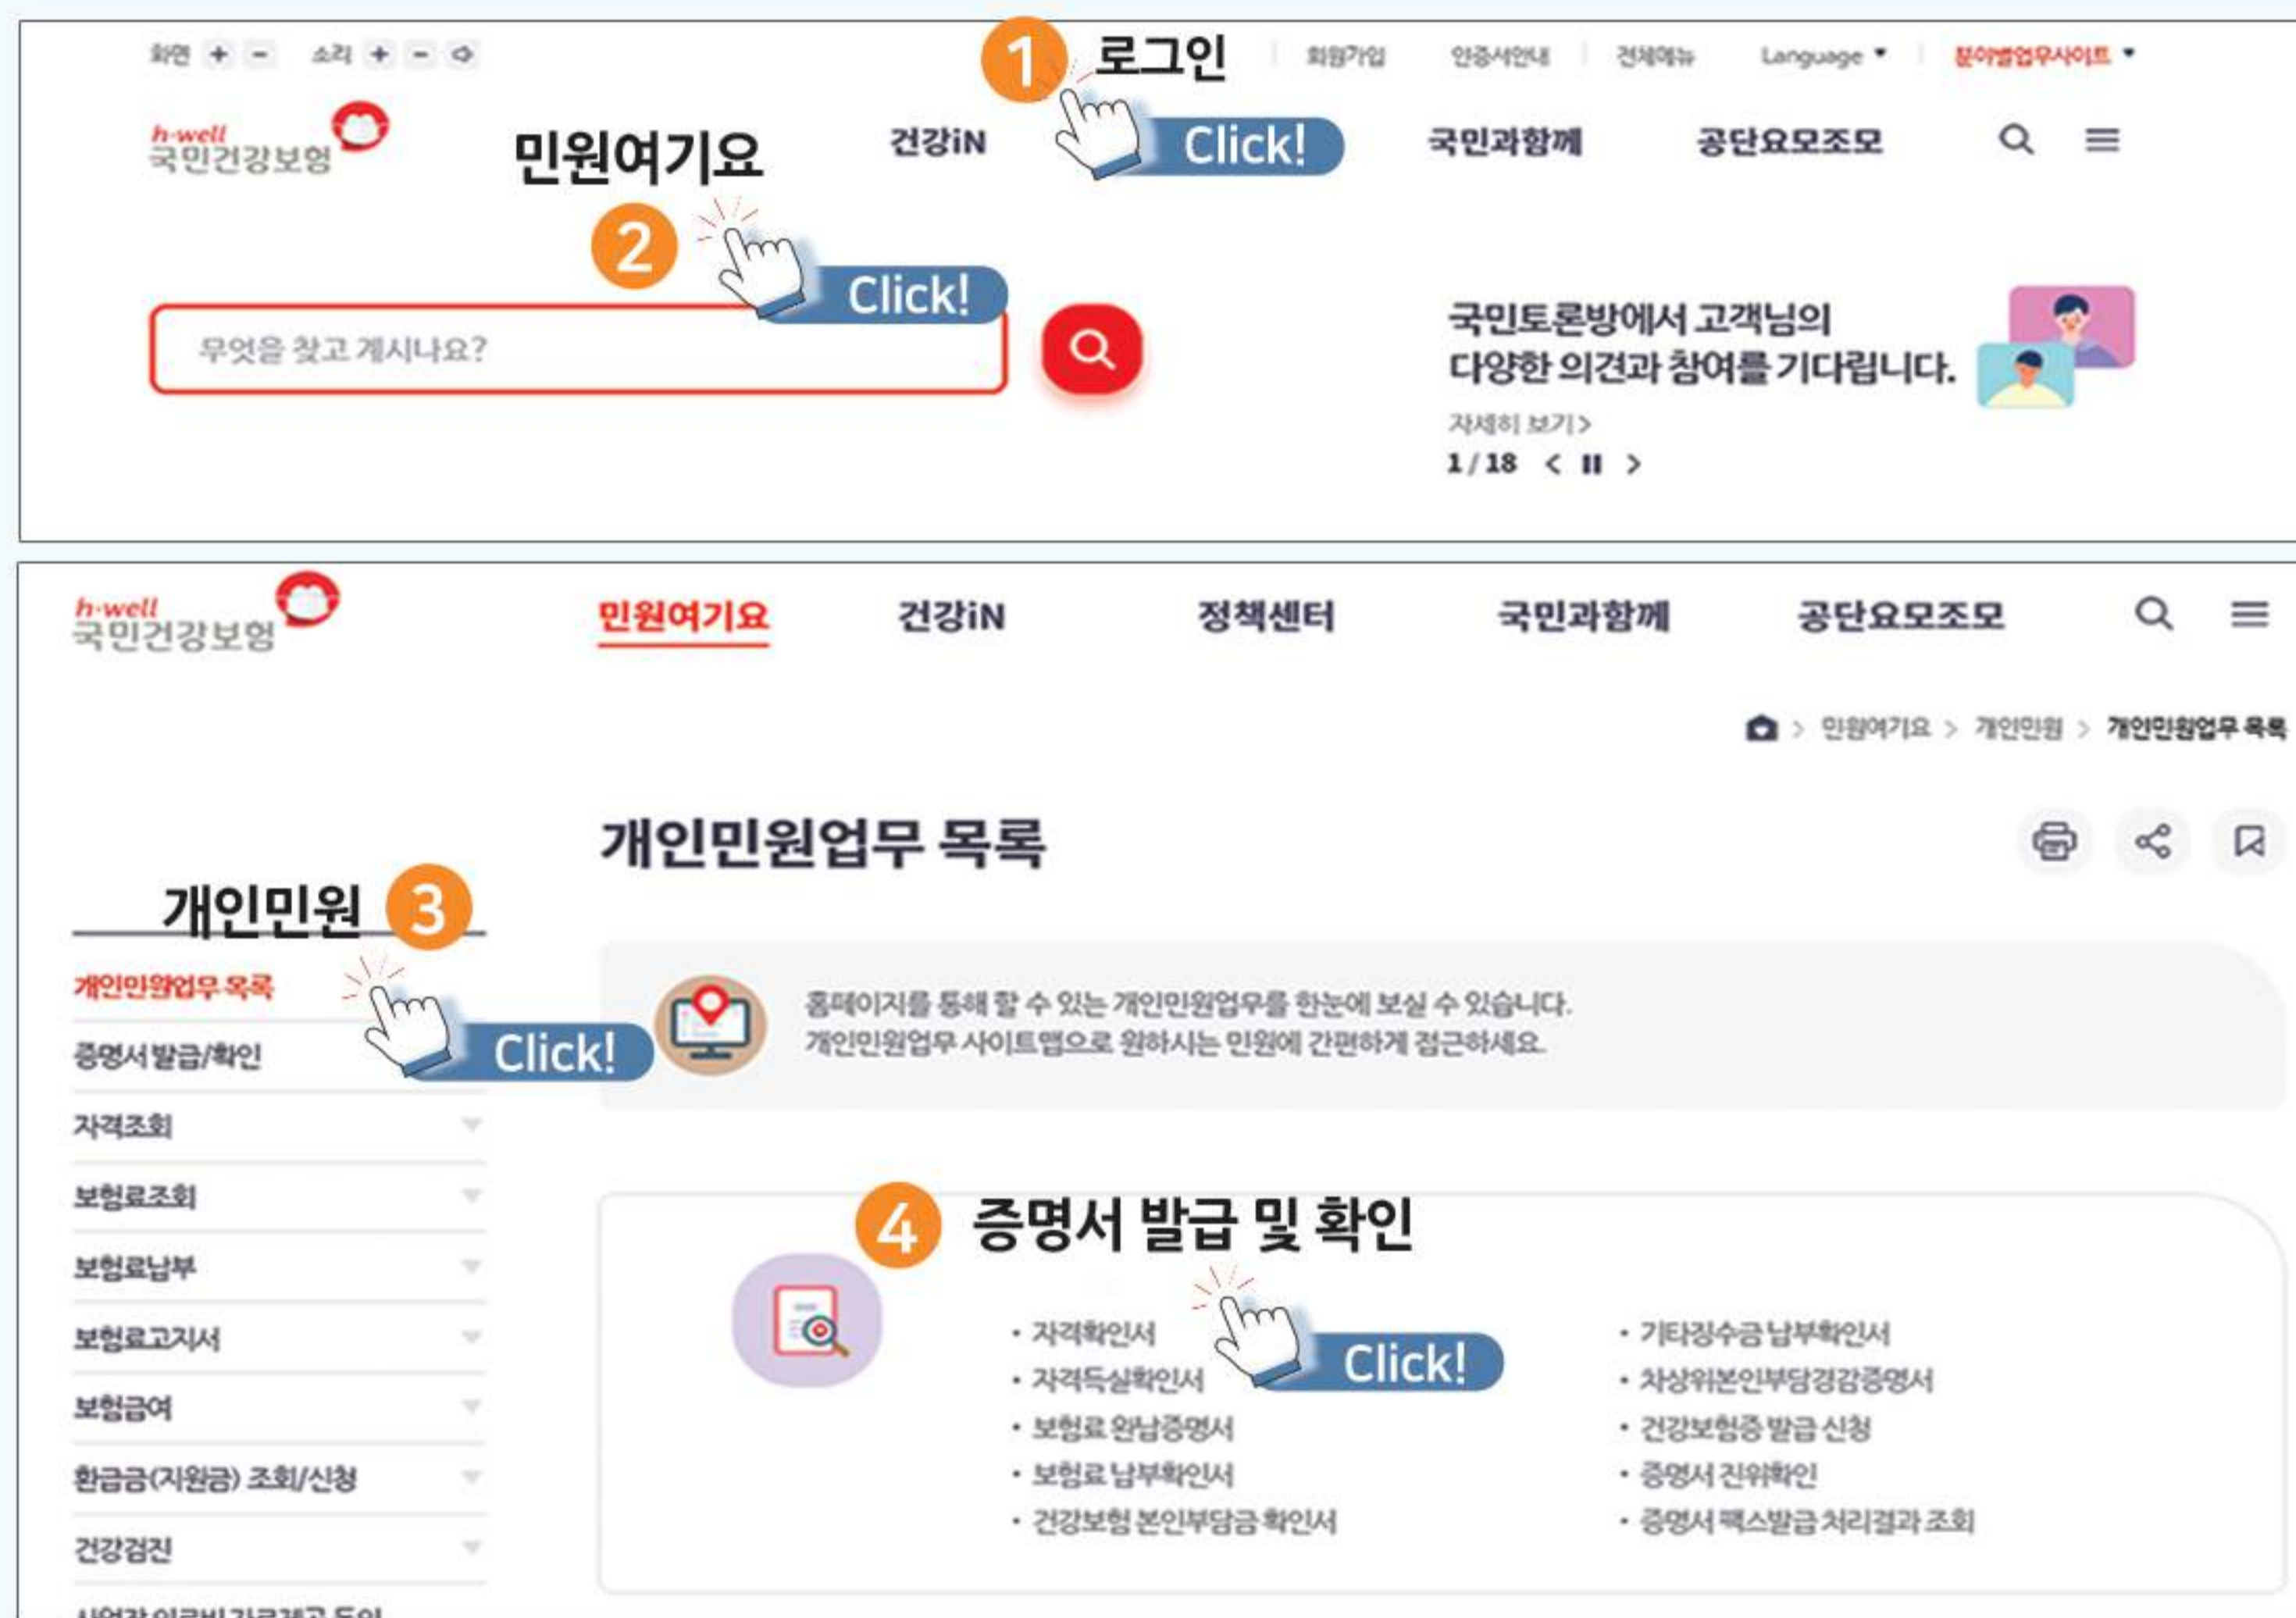 화면 + - 소리 + -
1 로그인 회원가입 인증서안내 전체메뉴 Language 분야별업무사이트
h·well
국민건강보험
민원여기요 건강iN Click! 국민과함께 공단요모조모
2 Click!
무엇을 찾고 계시나요?
국민토론방에서 고객님의
다양한 의견과 참여를 기다립니다.
자세히 보기 >
1 / 18 < >
h·well
국민건강보험
민원여기요 건강iN 정책센터 국민과함께 공단요모조모
> 민원여기요 > 개인민원 > 개인민원업무 목록
개인민원업무 목록
개인민원 3
Click!
개인민원업무 목록
증명서 발급/확인
자격조회
보험료조회
보험료납부
보험료고지서
보험급여
환급금(지원금) 조회/신청
건강검진
홈페이지를 통해 할 수 있는 개인민원업무를 한눈에 보실 수 있습니다.
개인민원업무 사이트맵으로 원하시는 민원에 간편하게 접근하세요.
4 증명서 발급 및 확인
Click!
• 자격확인서
• 자격득실확인서
• 보험료 완납증명서
• 보험료 납부확인서
• 건강보험 본인부담금 확인서
• 기타징수금 납부확인서
• 차상위본인부담경감증명서
• 건강보험증 발급 신청
• 증명서 진위확인
• 증명서 팩스발급 처리결과 조회